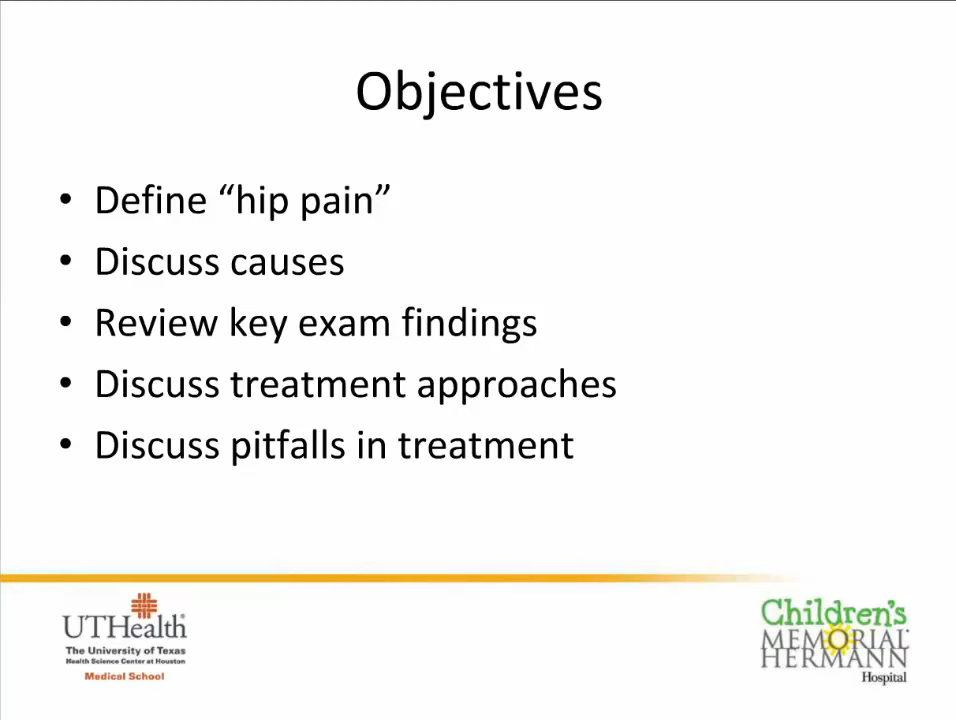 Objectives
• Define “hip pain”
• Discuss causes
• Review key exam findings
• Discuss treatment approaches
• Discuss pitfalls in treatment
UTHealth®
The University of Texas
Health Science Center at Houston
Medical School
Children's
MEMORIAL
HERMANN
Hospital